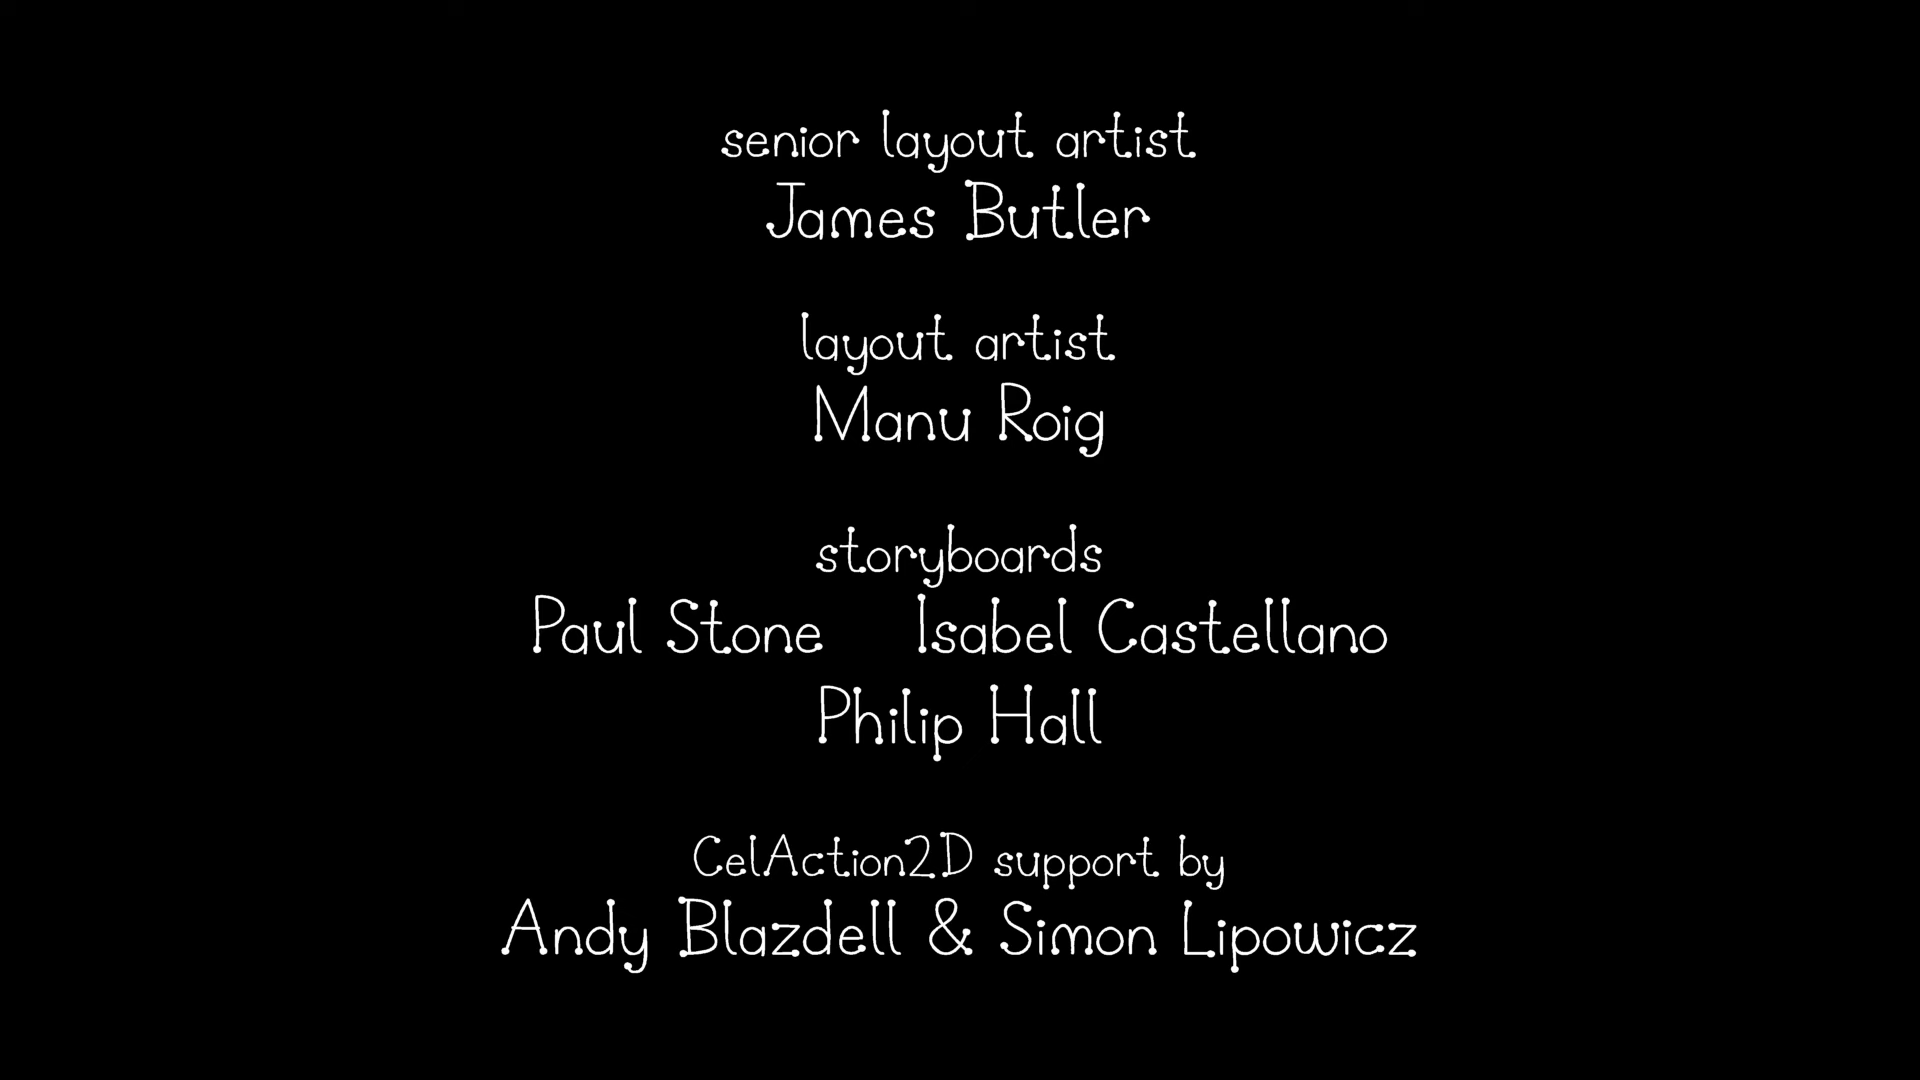 senior layout artist
James Butler
layout artist
Manu Roig
storyboards
Paul Stone Isabel Castellano
Philip Hall
CelAction2D support by
Andy Blazdell & Simon Lipowicz